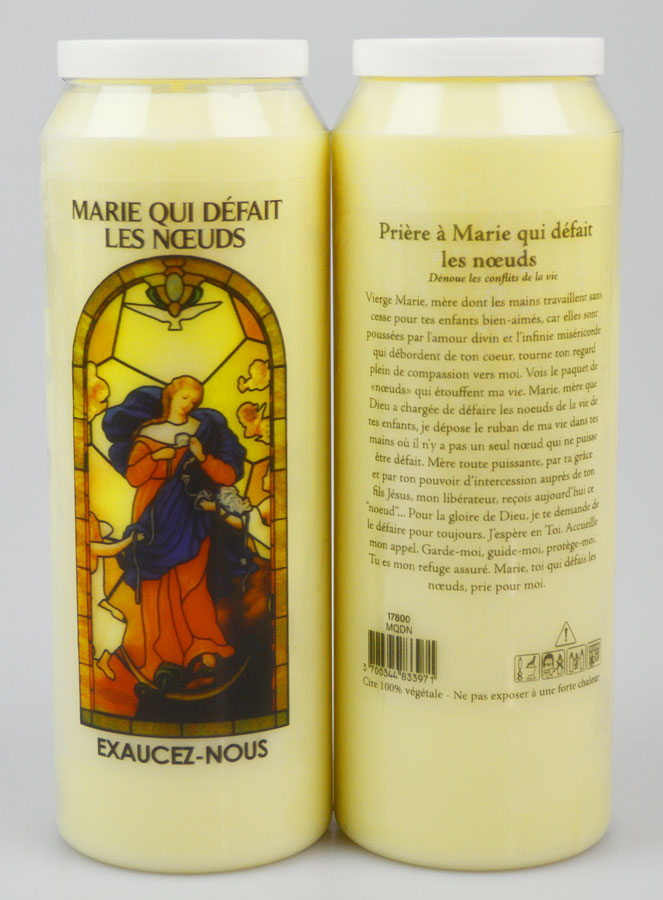 MARIE QUI DÉFAIT
LES NŒUDS
EXAUCEZ-NOUS
Prière à Marie qui défait
les nœuds
Dénoue les conflits de la vie
Vierge Marie, mère dont les mains travaillent sans
cesse pour tes enfants bien-aimés, car elles sont
poussées par l'amour divin et l'infinie miséricorde
qui débordent de ton coeur, tourne ton regard
plein de compassion vers moi. Vois le paquet de
«nœuds» qui étouffent ma vie. Marie, mère que
Dieu a chargée de défaire les noeuds de la vie de
tes enfants, je dépose le ruban de ma vie dans tes
mains où il n'y a pas un seul nœud qui ne puisse
être défait. Mère toute puissante, par ta grâce
et par ton pouvoir d'intercession auprès de ton
fils Jésus, mon libérateur, reçois aujourd'hui ce
"noeud"... Pour la gloire de Dieu, je te demande de
le défaire pour toujours. J'espère en Toi. Accueille
mon appel. Garde-moi, guide-moi, protège-moi.
Tu es mon refuge assuré. Marie, toi qui défais les
nœuds, prie pour moi.
17800
MQDN
3 700344 833971
Cire 100% végétale - Ne pas exposer à une forte chaleur